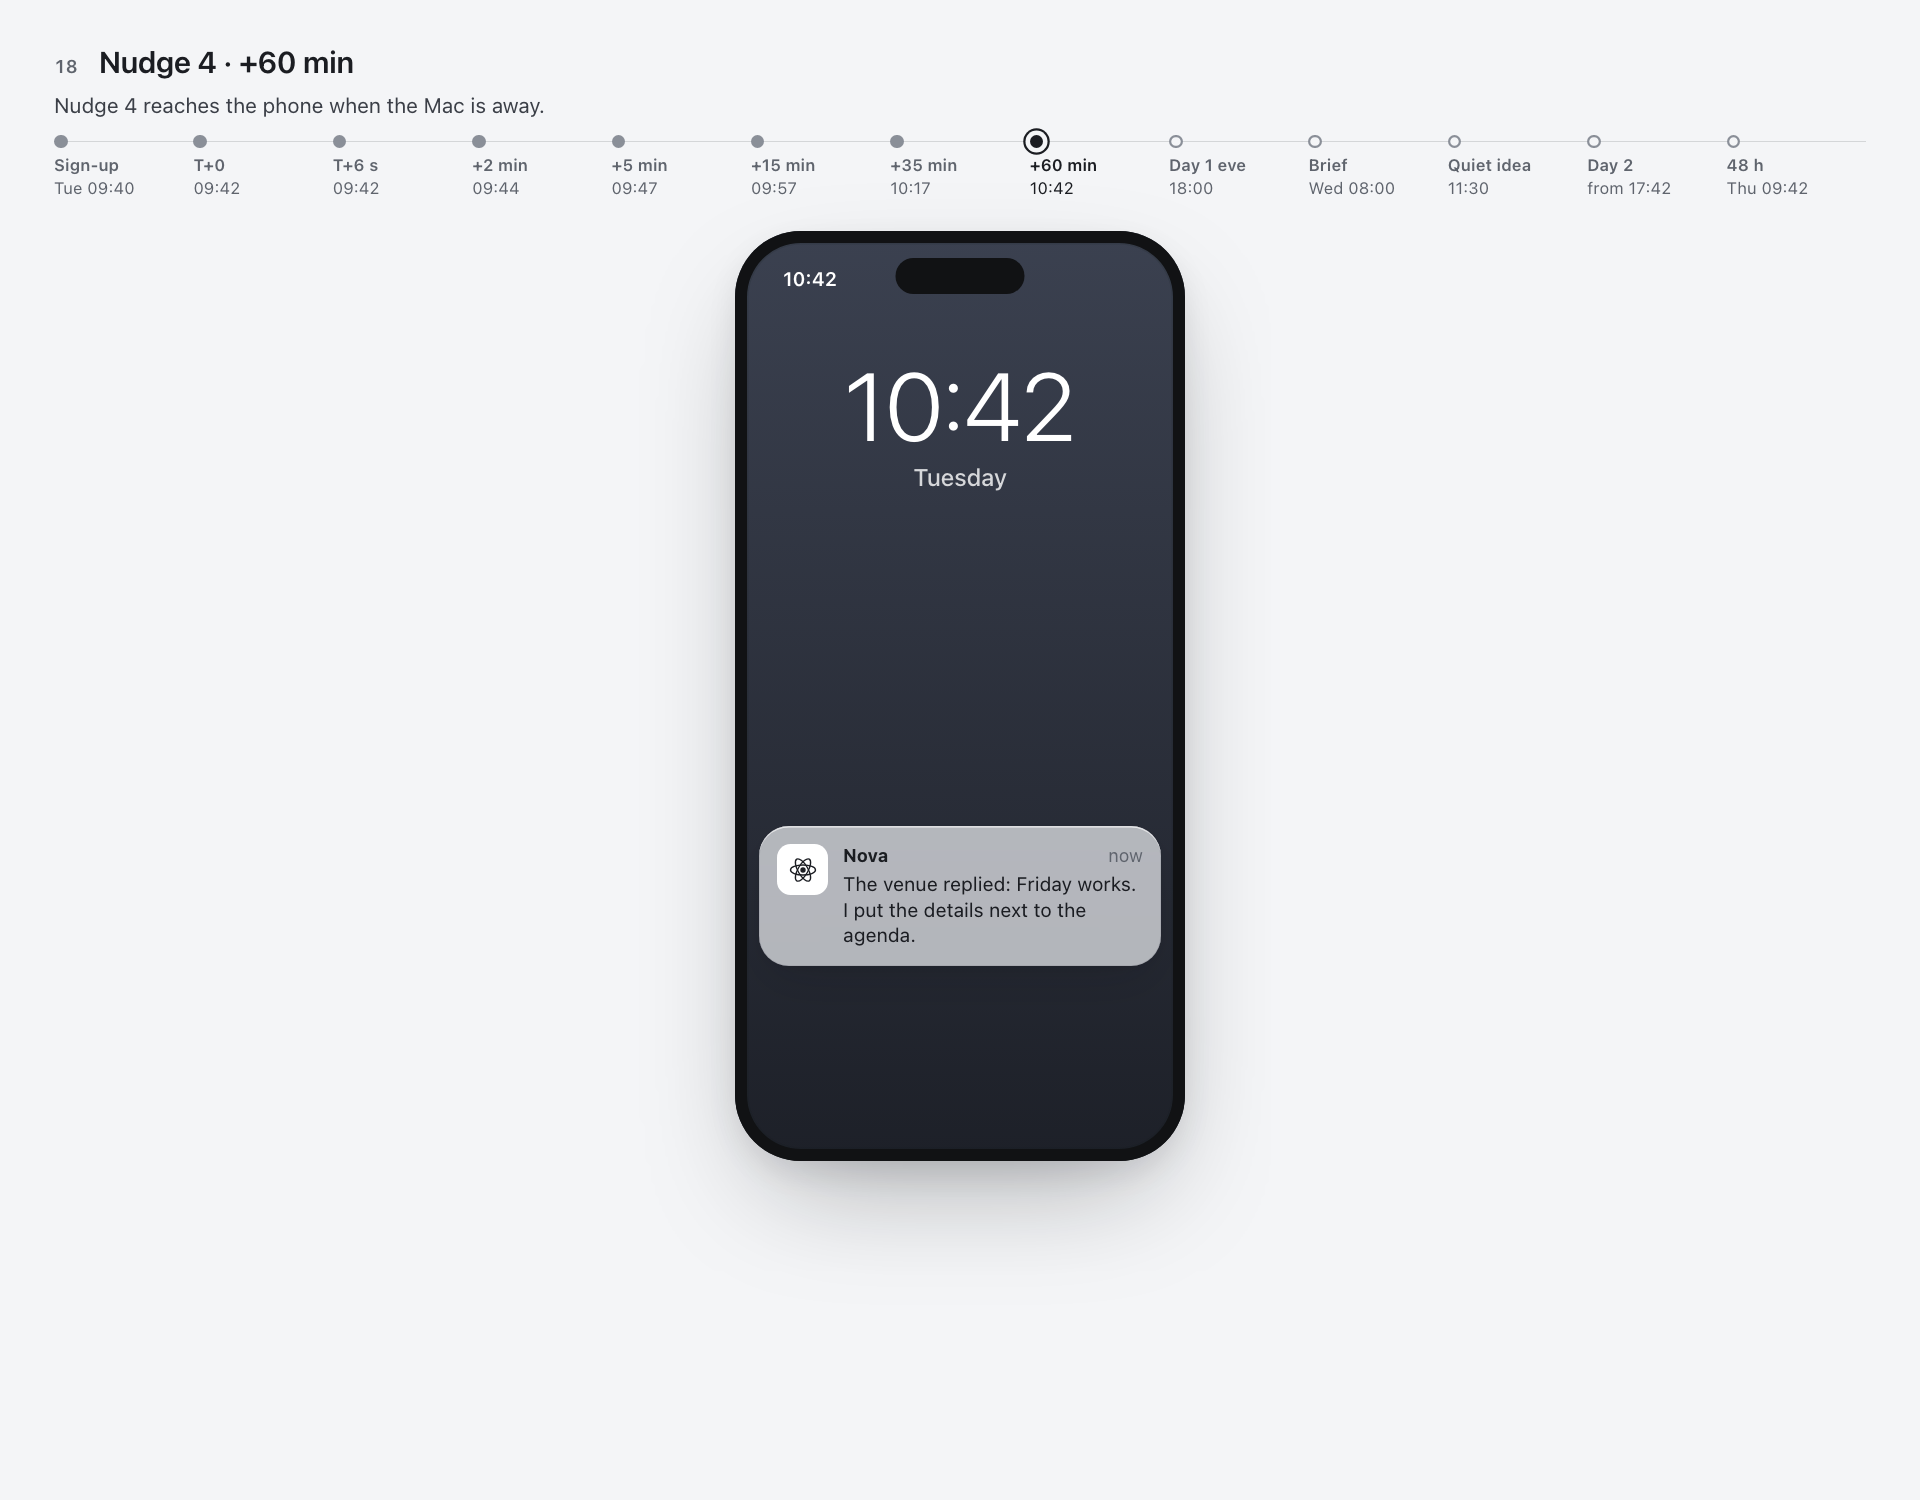 18 Nudge 4 · +60 min
Nudge 4 reaches the phone when the Mac is away.
Sign-up T+0 T+6 s +2 min +5 min +15 min +35 min +60 min Day 1 eve Brief Quiet idea Day 2 48 h
Tue 09:40 09:42 09:42 09:44 09:47 09:57 10:17 10:42 18:00 Wed 08:00 11:30 from 17:42 Thu 09:42
10:42
10:42
Tuesday
Nova now
The venue replied: Friday works.
I put the details next to the
agenda.